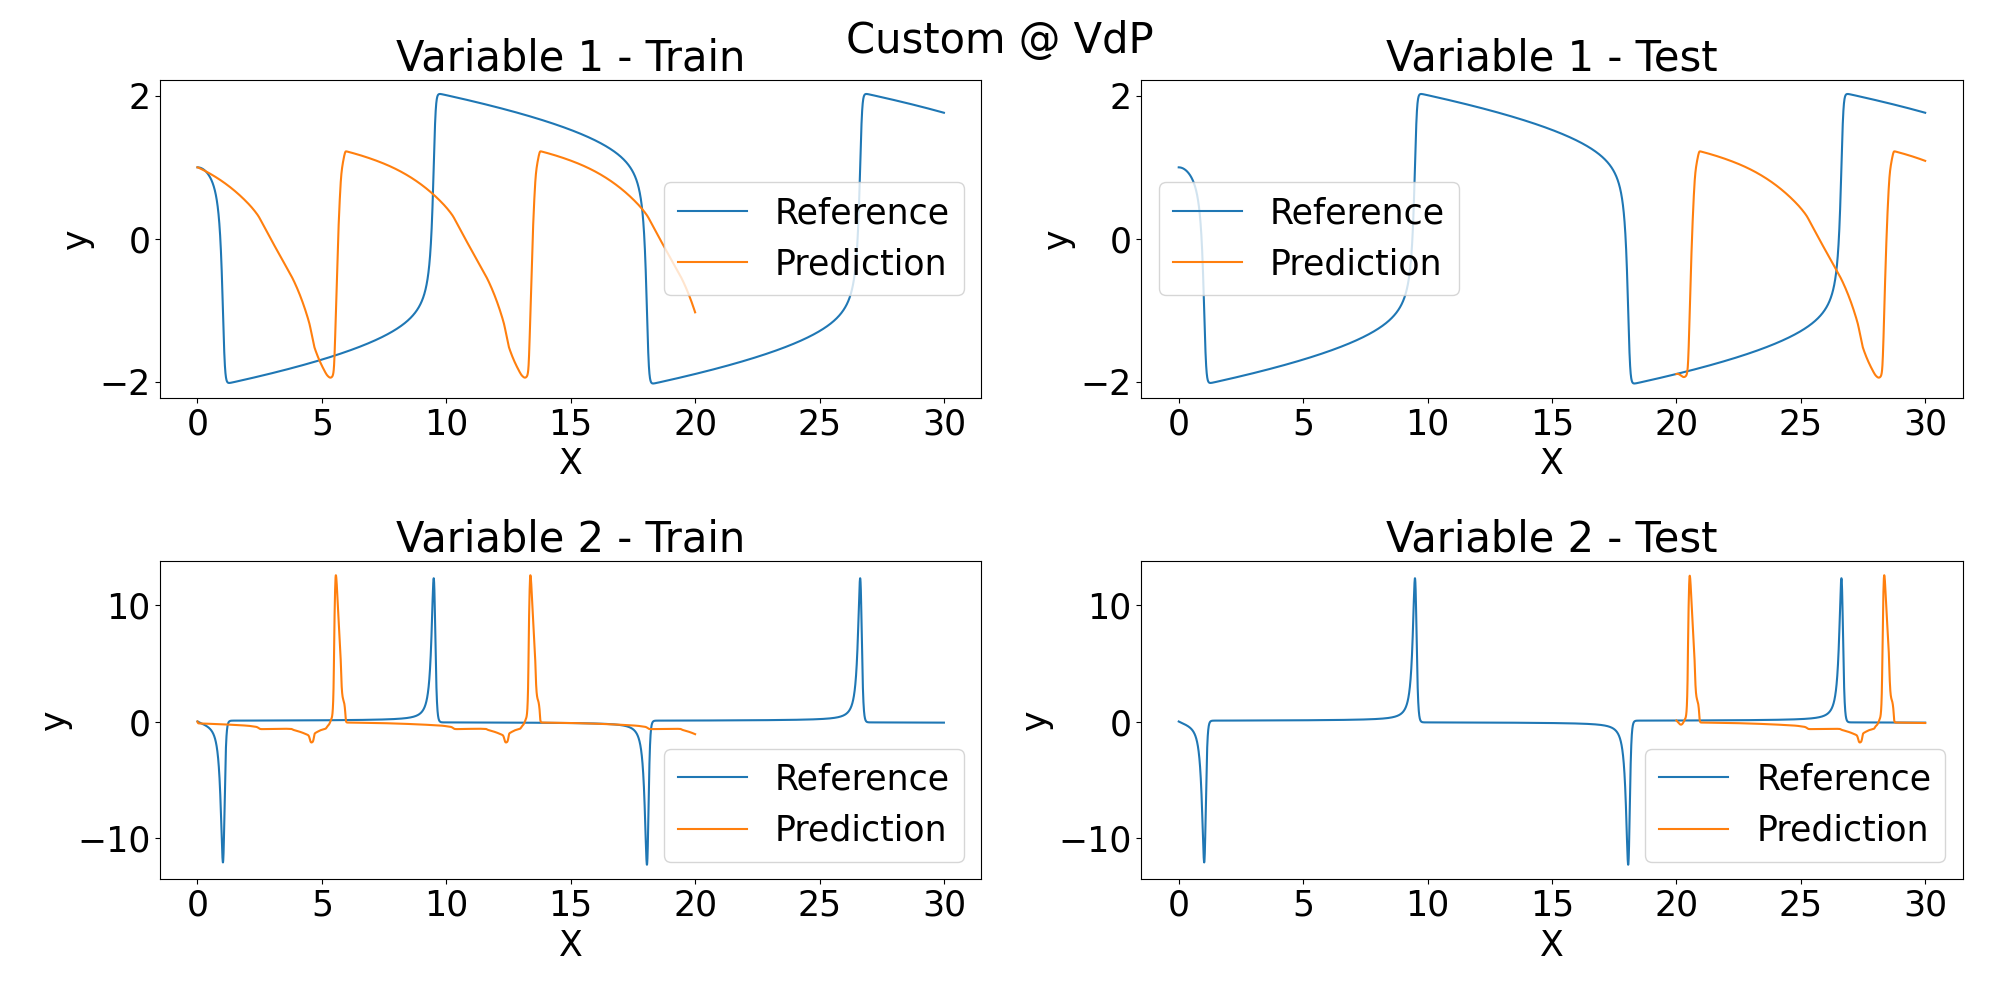 Custom @ VdP
Variable 1 - Train
2
0
−2
y
0 5 10 15 20 25 30
X
Reference
Prediction
Variable 1 - Test
2
0
−2
y
0 5 10 15 20 25 30
X
Reference
Prediction
Variable 2 - Train
10
0
−10
y
0 5 10 15 20 25 30
X
Reference
Prediction
Variable 2 - Test
10
0
−10
y
0 5 10 15 20 25 30
X
Reference
Prediction